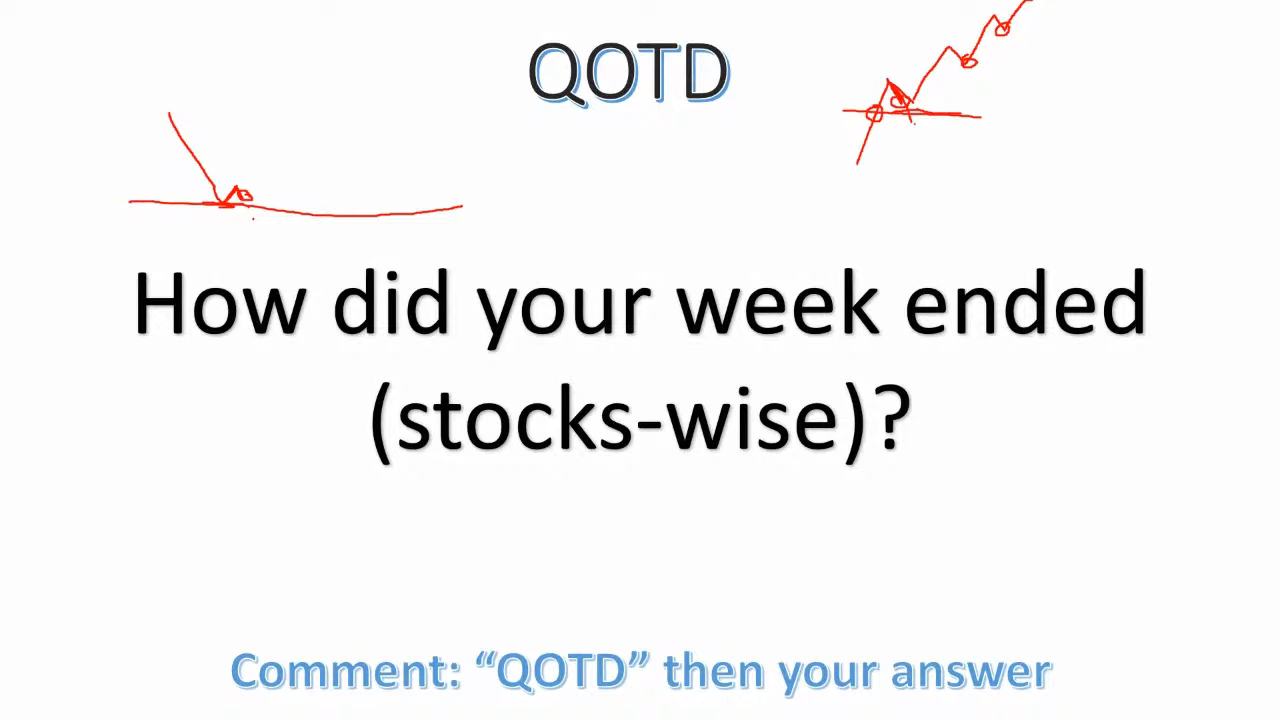 QOTD
How did your week ended
(stocks-wise)?
Comment: “QOTD” then your answer